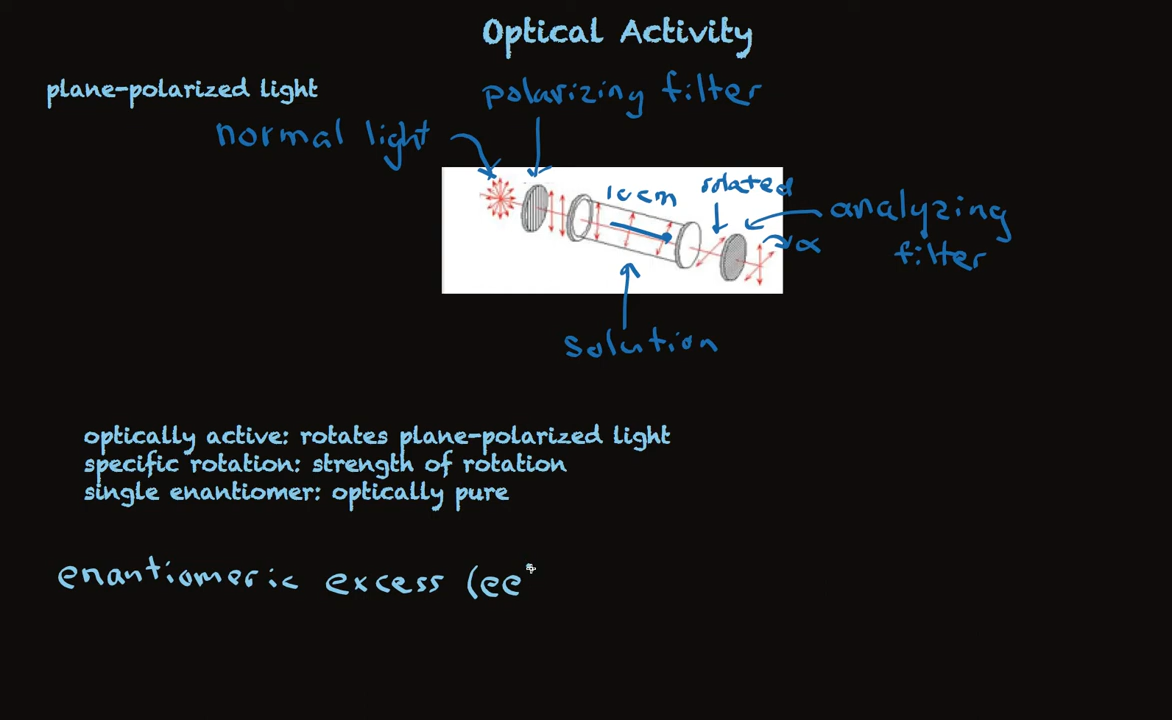 Optical Activity
plane-polarized light
polarizing filter
normal light
10cm
rotated
analyzing
filter
α
solution
optically active: rotates plane-polarized light
specific rotation: strength of rotation
single enantiomer: optically pure
enantiomeric excess (ee